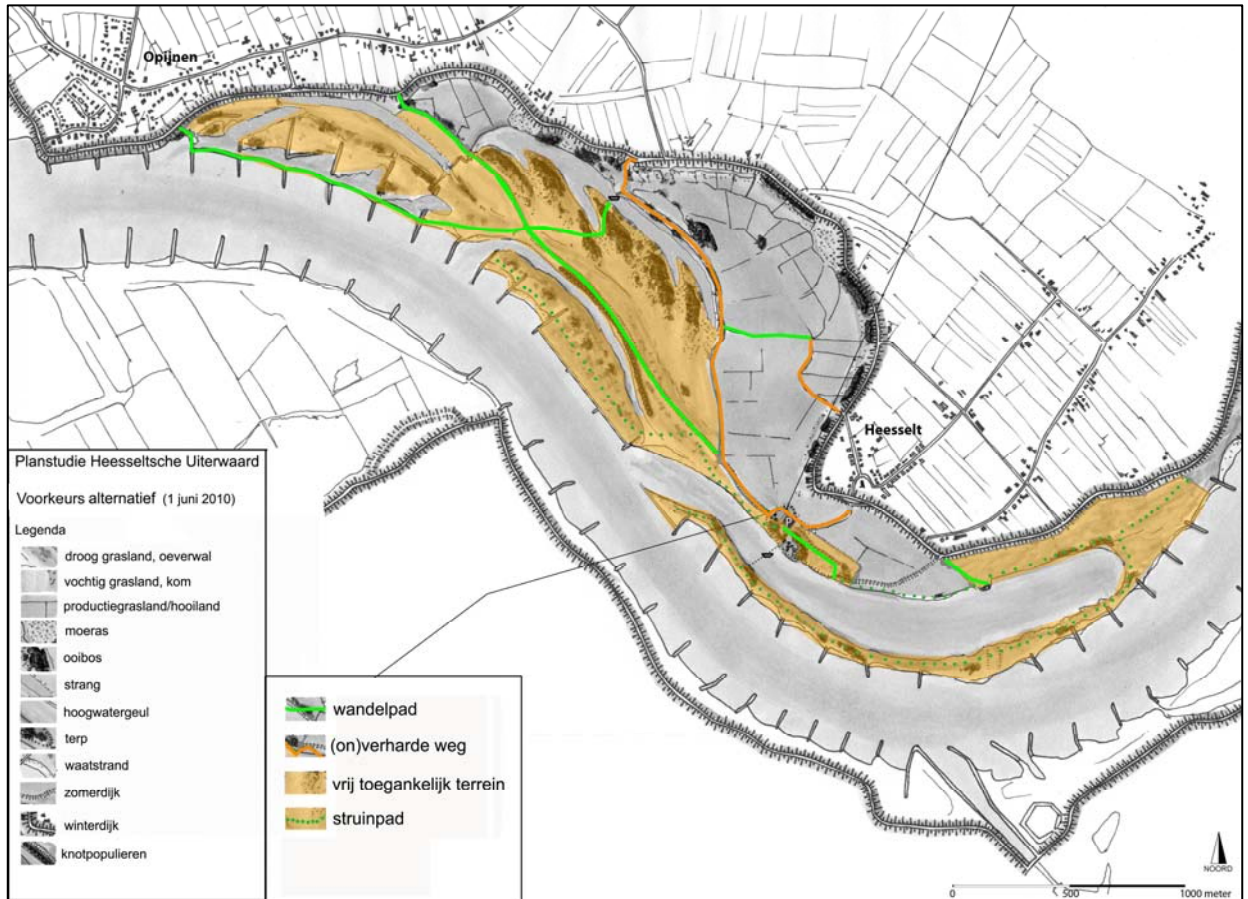 Opijnen
Heesselt
Planstudie Heesseltsche Uiterwaard
Voorkeurs alternatief (1 juni 2010)
Legenda
droog grasland, oeverwal
vochtig grasland, kom
productiegrasland/hooiland
moeras
ooibos
strang
hoogwatergeul
terp
waatstrand
zomerdijk
winterdijk
knotpopulieren
wandelpad
(on)verharde weg
vrij toegankelijk terrein
struinpad
NOORD
0 500 1000 meter